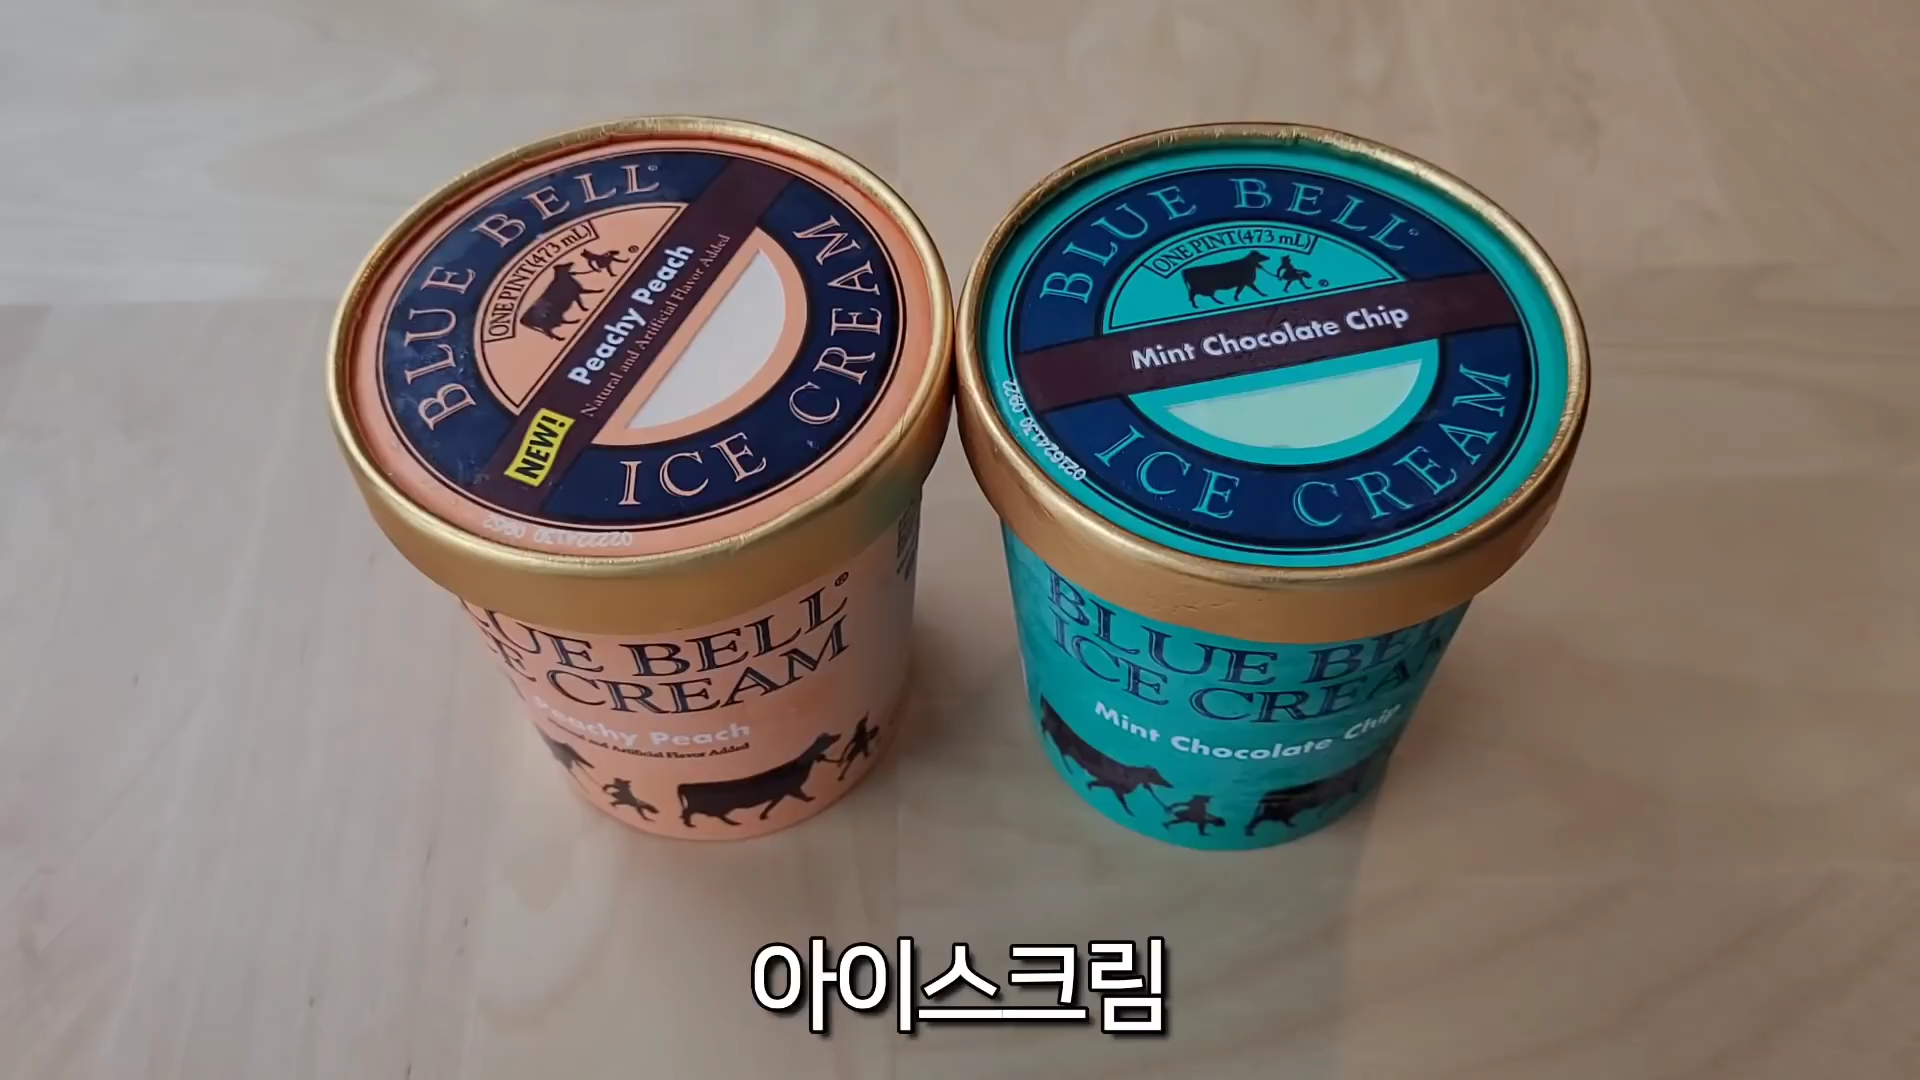 BLUE BELL
ONE PINT (473 mL)
Peachy Peach
Natural and Artificial Flavor Added
NEW!
ICE CREAM
BLUE BELL®
ICE CREAM
Peachy Peach
and Artificial Flavor Added
BLUE BELL
ONE PINT (473 mL)
Mint Chocolate Chip
ICE CREAM
BLUE BELL
ICE CREAM
Mint Chocolate Chip
아이스크림